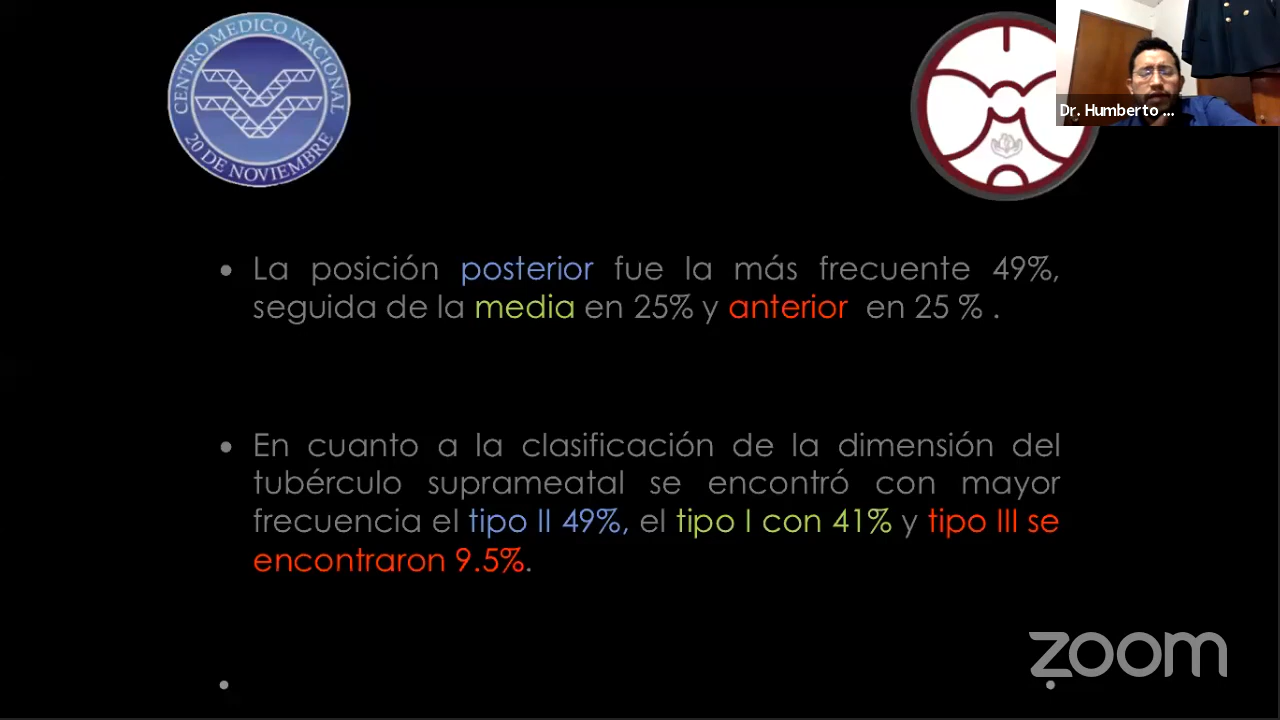 CENTRO MEDICO NACIONAL
20 DE NOVIEMBRE
Dr. Humberto ...
• La posición posterior fue la más frecuente 49%,
seguida de la media en 25% y anterior en 25 % .
• En cuanto a la clasificación de la dimensión del
tubérculo suprameatal se encontró con mayor
frecuencia el tipo II 49%, el tipo I con 41% y tipo III se
encontraron 9.5%.
zoom